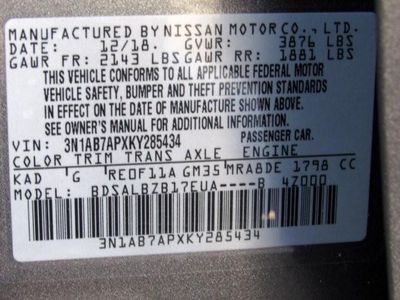 MANUFACTURED BY NISSAN MOTOR CO., LTD.
DATE: 12/18. GVWR: 3876 LBS
GAWR FR: 2143 LBS GAWR RR: 1881 LBS
THIS VEHICLE CONFORMS TO ALL APPLICABLE FEDERAL MOTOR
VEHICLE SAFETY, BUMPER AND THEFT PREVENTION STANDARDS
IN EFFECT ON THE DATE OF MANUFACTURE SHOWN ABOVE.
SEE OWNER'S MANUAL FOR ADDITIONAL INFORMATION
VIN: 3N1AB7APXKY285434 PASSENGER CAR.
COLOR TRIM TRANS AXLE ENGINE
KAD G RE0F11A GM35 MRA8DE 1798 CC
MODEL: BDSALBZB17EUA----B 4Z000
3N1AB7APXKY285434